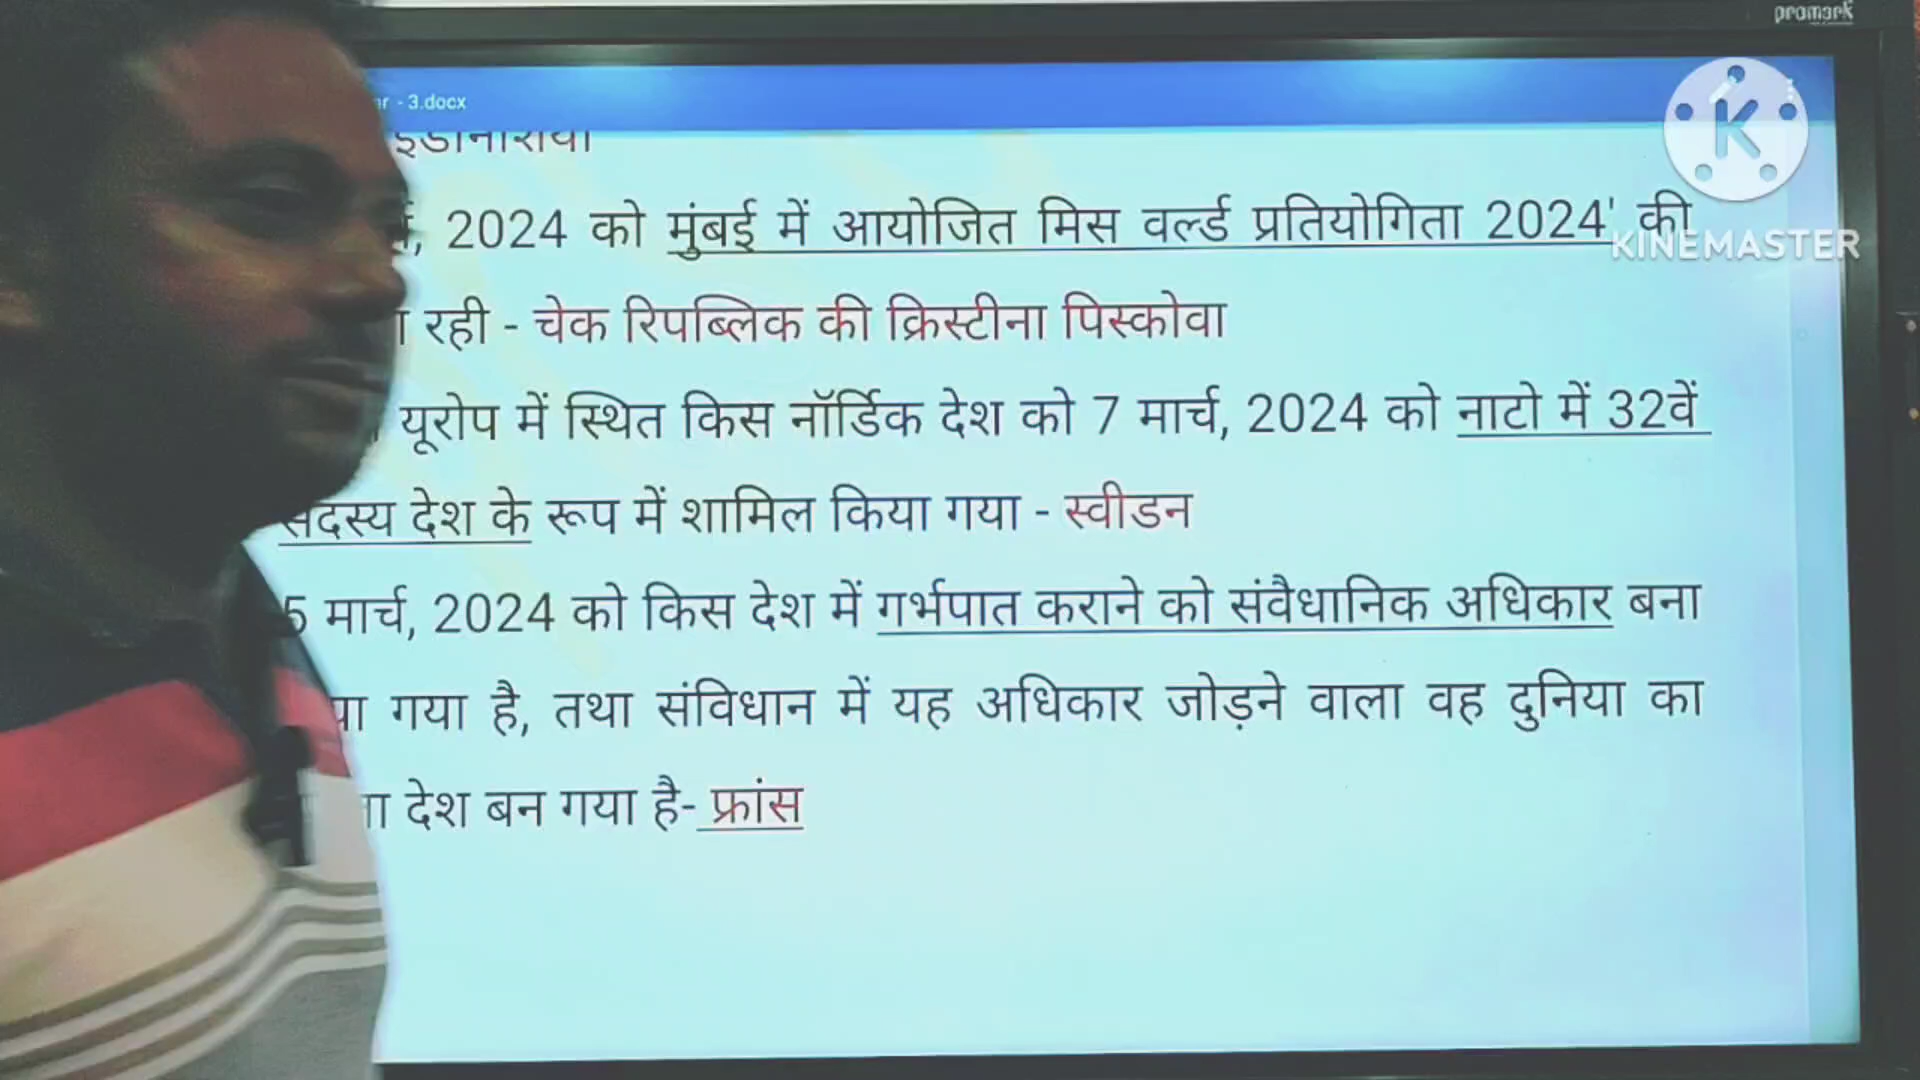 promark
- 3.docx
2024 को मुंबई में आयोजित मिस वर्ल्ड प्रतियोगिता 2024' की
KINEMASTER
रही - चेक रिपब्लिक की क्रिस्टीना पिस्कोवा
यूरोप में स्थित किस नॉर्डिक देश को 7 मार्च, 2024 को नाटो में 32वें
सदस्य देश के रूप में शामिल किया गया - स्वीडन
5 मार्च, 2024 को किस देश में गर्भपात कराने को संवैधानिक अधिकार बना
गया है, तथा संविधान में यह अधिकार जोड़ने वाला वह दुनिया का
देश बन गया है- फ्रांस